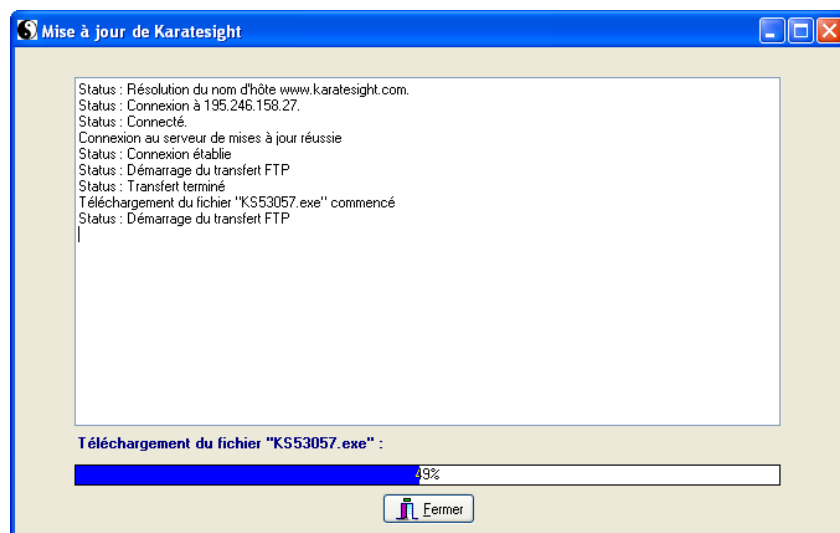 Mise à jour de Karatesight
Status : Résolution du nom d'hôte www.karatesight.com.
Status : Connexion à 195.246.158.27.
Status : Connecté.
Connexion au serveur de mises à jour réussie
Status : Connexion établie
Status : Démarrage du transfert FTP
Status : Transfert terminé
Téléchargement du fichier "KS53057.exe" commencé
Status : Démarrage du transfert FTP
Téléchargement du fichier "KS53057.exe" :
49%
Fermer